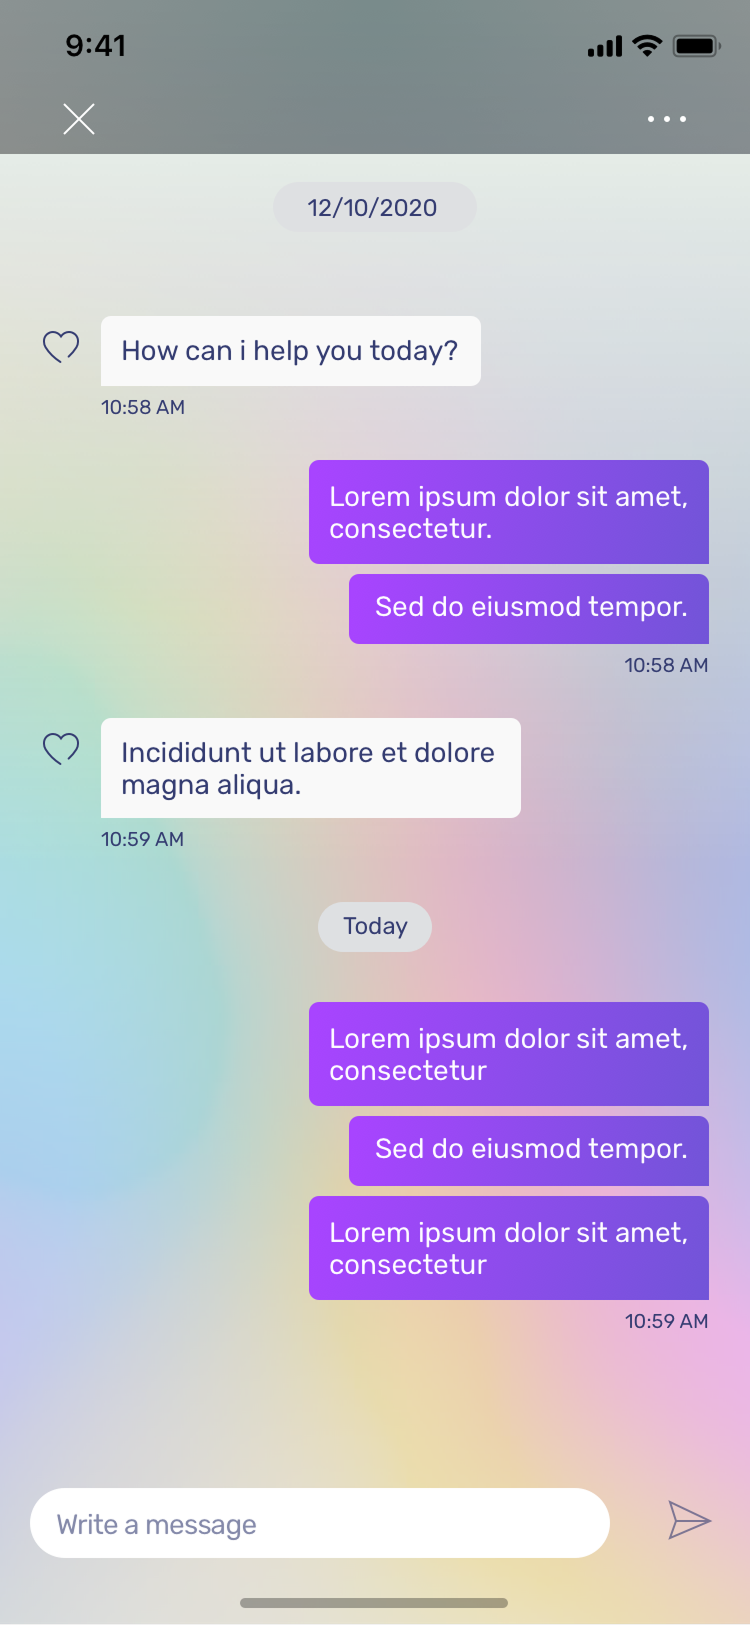 9:41
12/10/2020
How can i help you today?
10:58 AM
Lorem ipsum dolor sit amet,
consectetur.
Sed do eiusmod tempor.
10:58 AM
Incididunt ut labore et dolore
magna aliqua.
10:59 AM
Today
Lorem ipsum dolor sit amet,
consectetur
Sed do eiusmod tempor.
Lorem ipsum dolor sit amet,
consectetur
10:59 AM
Write a message